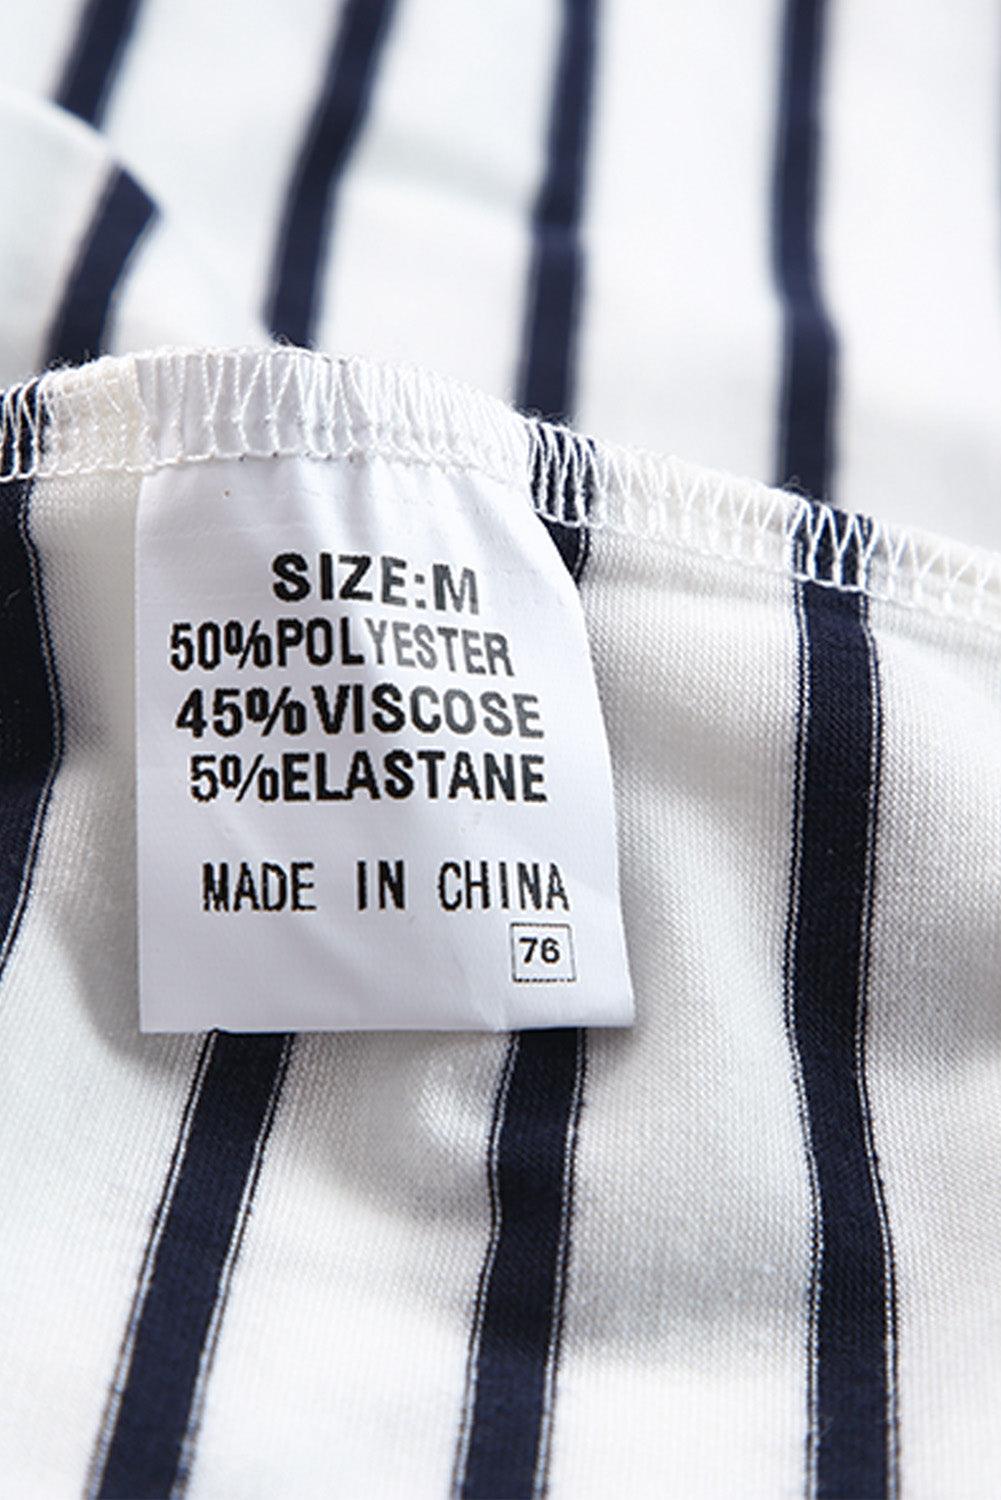 SIZE:M
50%POLYESTER
45%VISCOSE
5%ELASTANE
MADE IN CHINA
76